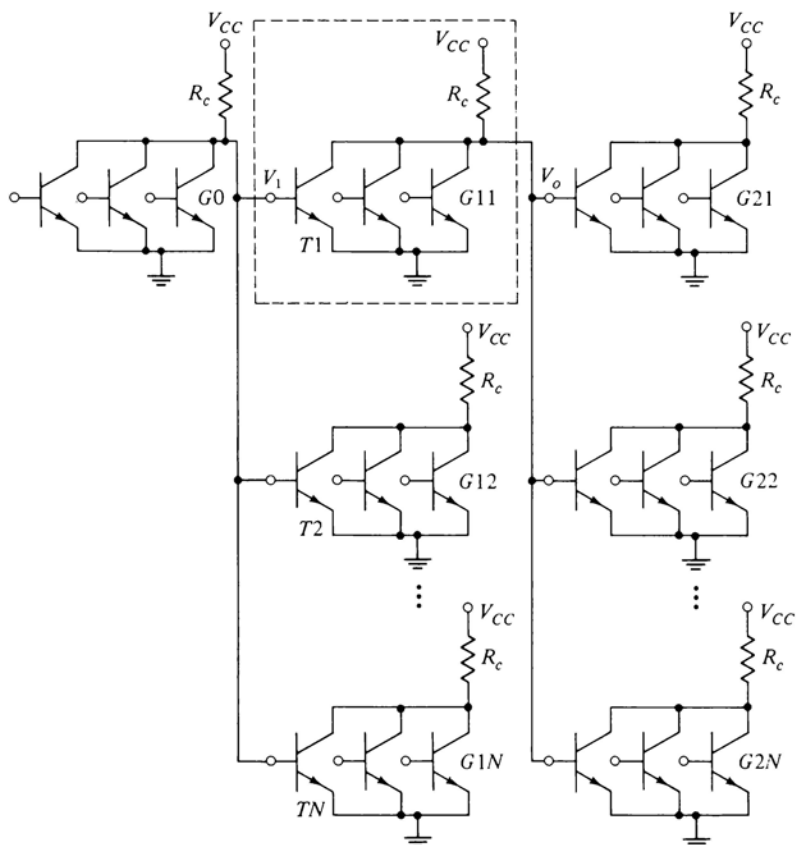 V_CC
V_CC
V_CC
R_c
R_c
R_c
G0
V_1
G11
V_o
G21
T1
V_CC
V_CC
R_c
R_c
G12
G22
T2
V_CC
V_CC
R_c
R_c
G1N
G2N
TN